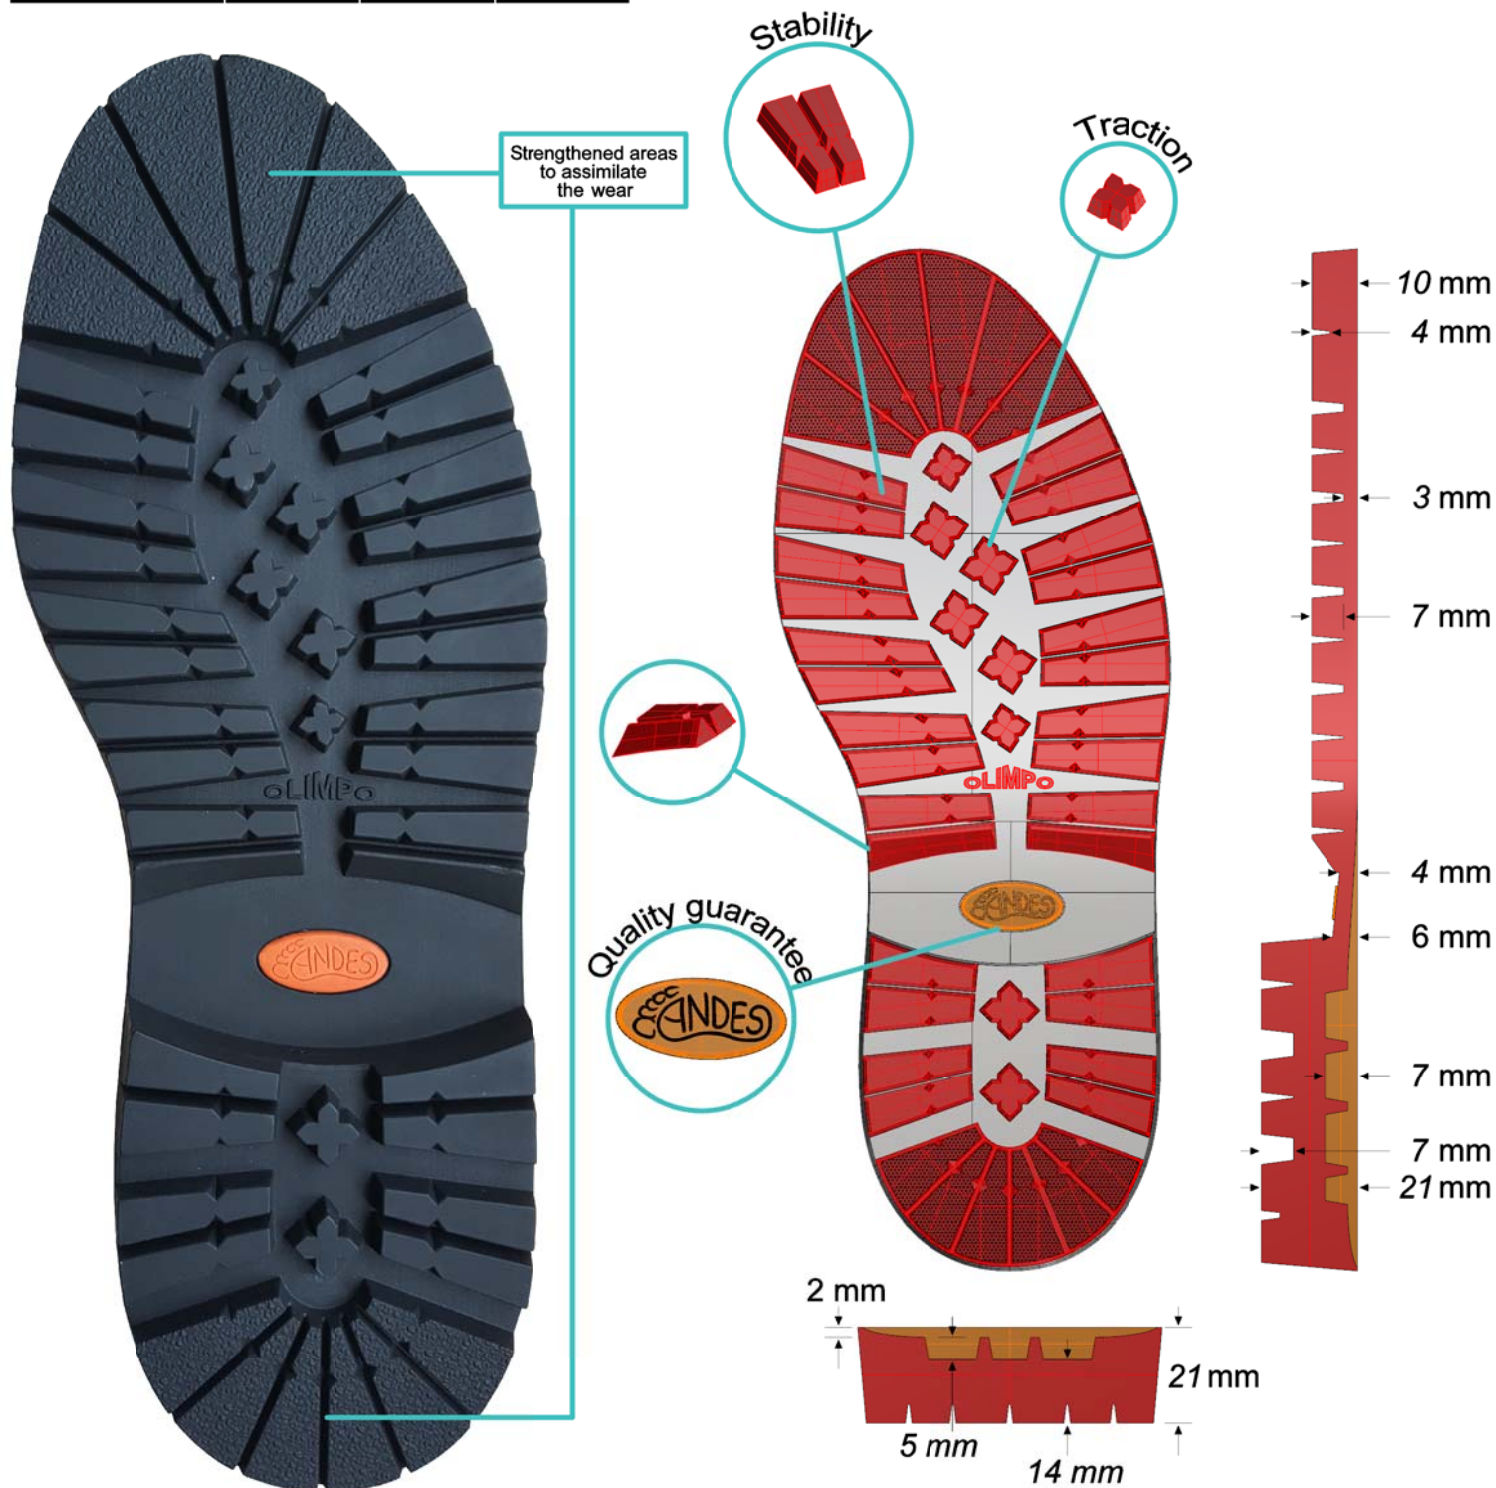 Stability
Traction
Strengthened areas
to assimilate
the wear
10 mm
4 mm
3 mm
7 mm
4 mm
6 mm
7 mm
7 mm
21 mm
oLIMPo
oLIMPo
ANDES
ANDES
Quality guarantee
ANDES
2 mm
21 mm
5 mm
14 mm